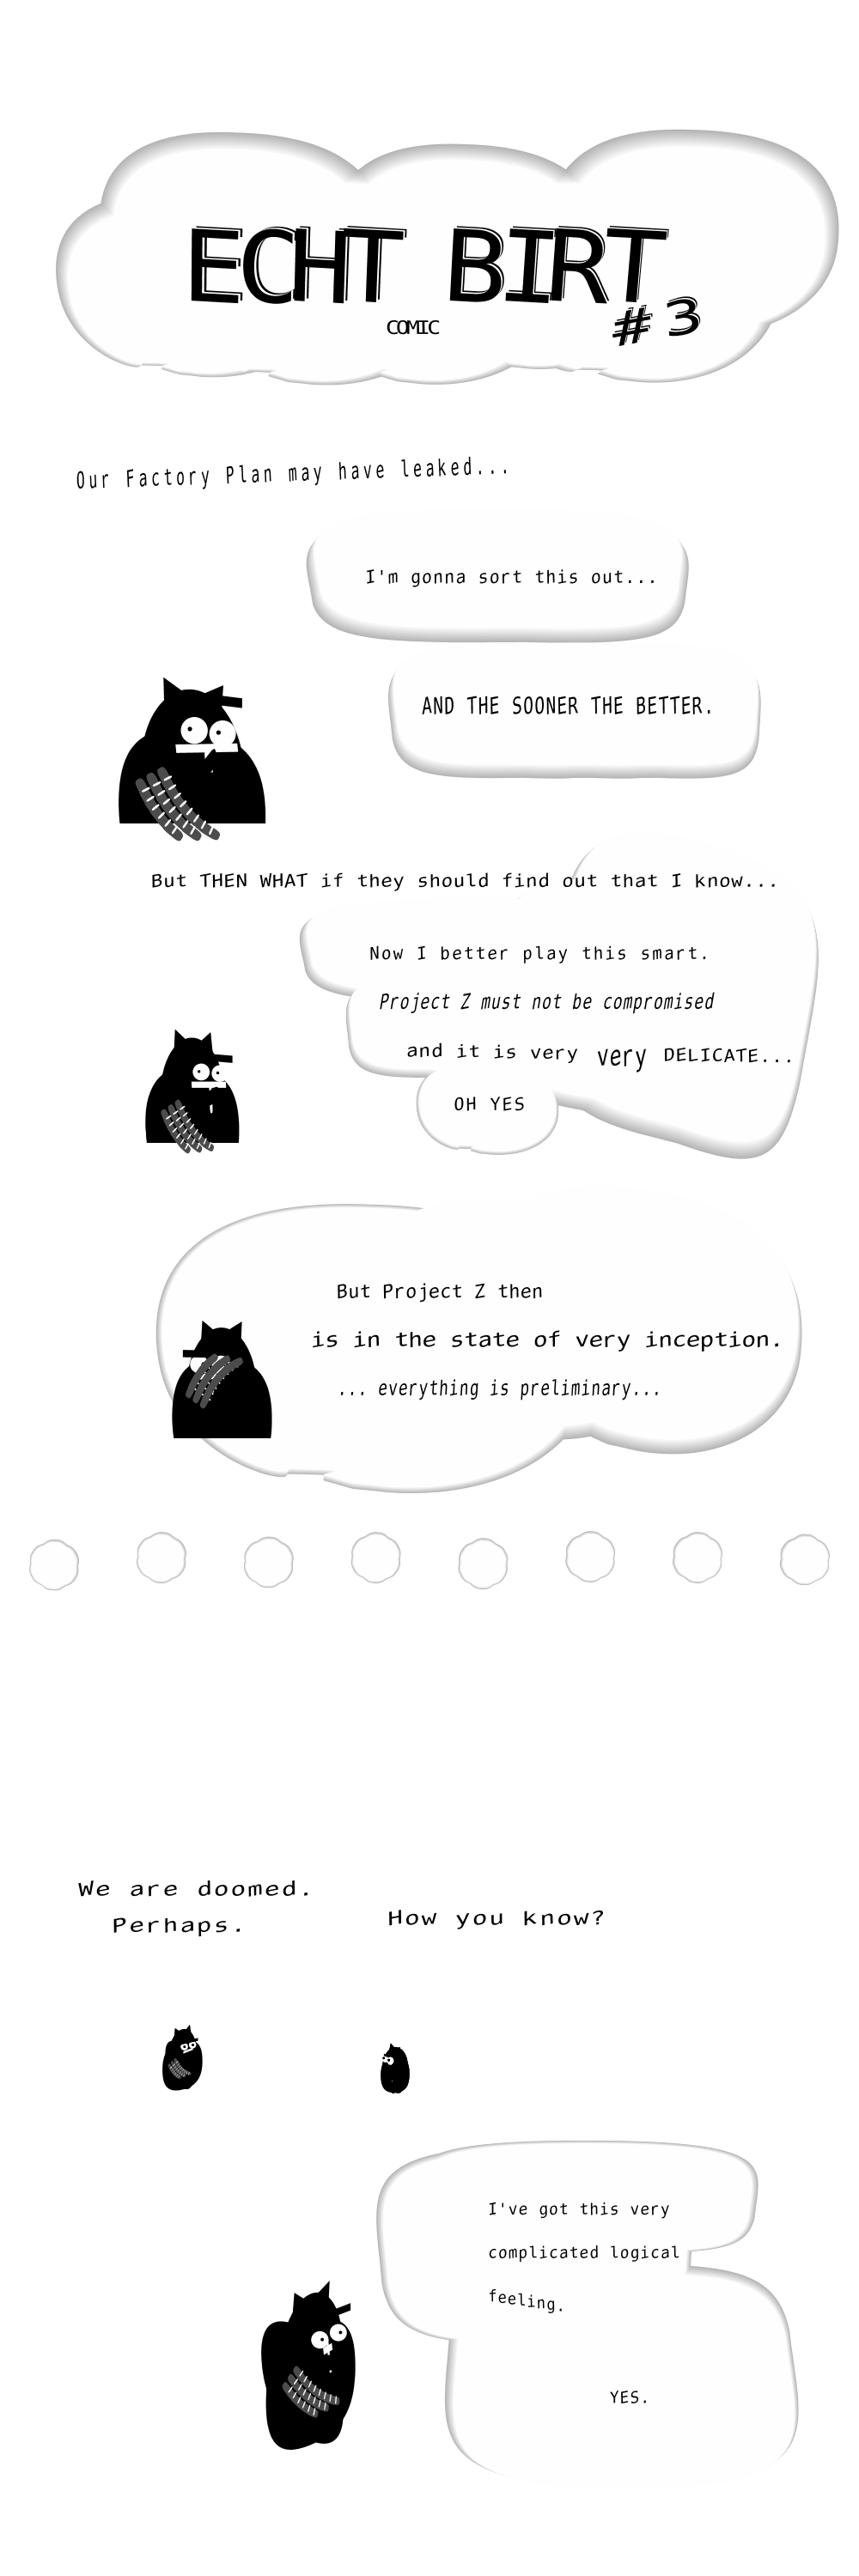 ECHT BIRT
COMIC
#3
Our Factory Plan may have leaked...
I'm gonna sort this out...
AND THE SOONER THE BETTER.
But THEN WHAT if they should find out that I know...
Now I better play this smart.
Project Z must not be compromised
and it is very very DELICATE...
OH YES
But Project Z then
is in the state of very inception.
... everything is preliminary...
We are doomed.
Perhaps.
How you know?
I've got this very
complicated logical
feeling.
YES.